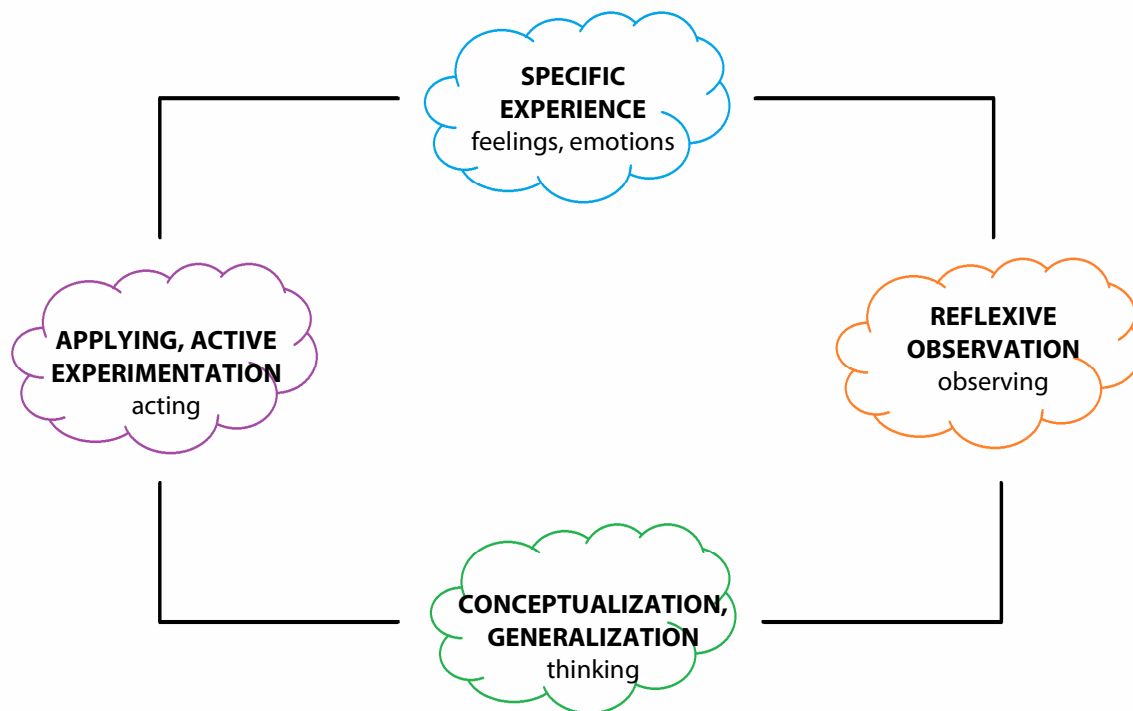 SPECIFIC
EXPERIENCE
feelings, emotions
APPLYING, ACTIVE
EXPERIMENTATION
acting
REFLEXIVE
OBSERVATION
observing
CONCEPTUALIZATION,
GENERALIZATION
thinking